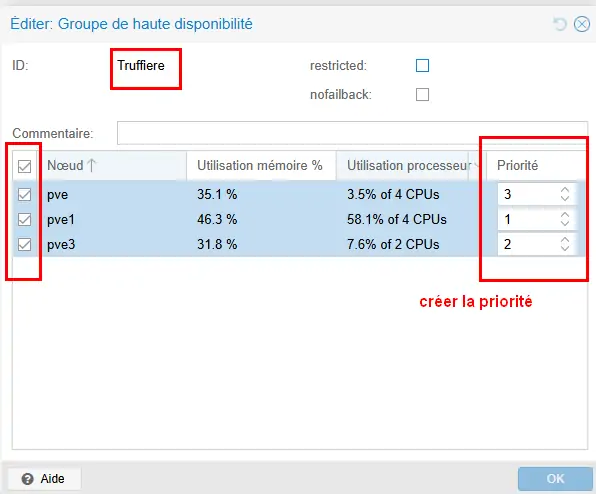 Éditer: Groupe de haute disponibilité
ID: Truffiere restricted:
nofailback:
Commentaire:
Nœud Utilisation mémoire % Utilisation processeur Priorité
pve 35.1 % 3.5% of 4 CPUs 3
pve1 46.3 % 58.1% of 4 CPUs 1
pve3 31.8 % 7.6% of 2 CPUs 2
créer la priorité
Aide OK